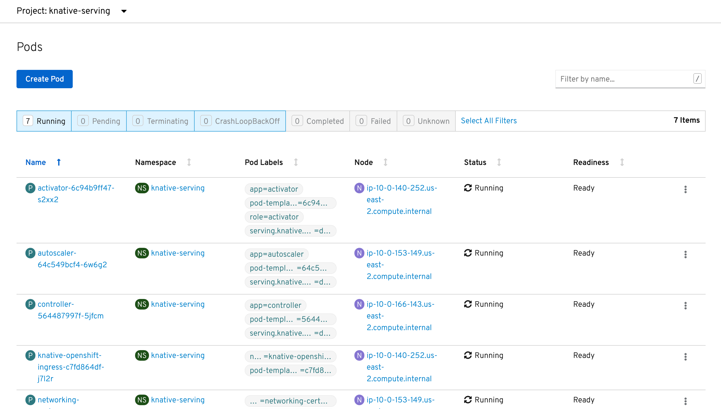 Project: knative-serving
Pods
Create Pod
Filter by name...
/
7 Running
0 Pending
0 Terminating
0 CrashLoopBackOff
0 Completed
0 Failed
0 Unknown
Select All Filters
7 Items
Name
Namespace
Pod Labels
Node
Status
Readiness
P activator-6c94b9ff47-
s2xx2
NS knative-serving
app=activator
pod-templa... =6c94...
role=activator
serving.knative.... =d...
N ip-10-0-140-252.us-
east-
2.compute.internal
Running
Ready
P autoscaler-
64c549bcf4-6w6g2
NS knative-serving
app=autoscaler
pod-templ... =64c5...
serving.knative.... =d...
N ip-10-0-153-149.us-
east-
2.compute.internal
Running
Ready
P controller-
564487997f-5jfcm
NS knative-serving
app=controller
pod-templ... =5644...
serving.knative.... =d...
N ip-10-0-166-143.us-
east-
2.compute.internal
Running
Ready
P knative-openshift-
ingress-c7fd864df-
j7l2r
NS knative-serving
n... =knative-openshi...
pod-templa... =c7fd8...
N ip-10-0-140-252.us-
east-
2.compute.internal
Running
Ready
P networking-
NS knative-serving
... =networking-cert...
N ip-10-0-153-149.us-
Running
Ready